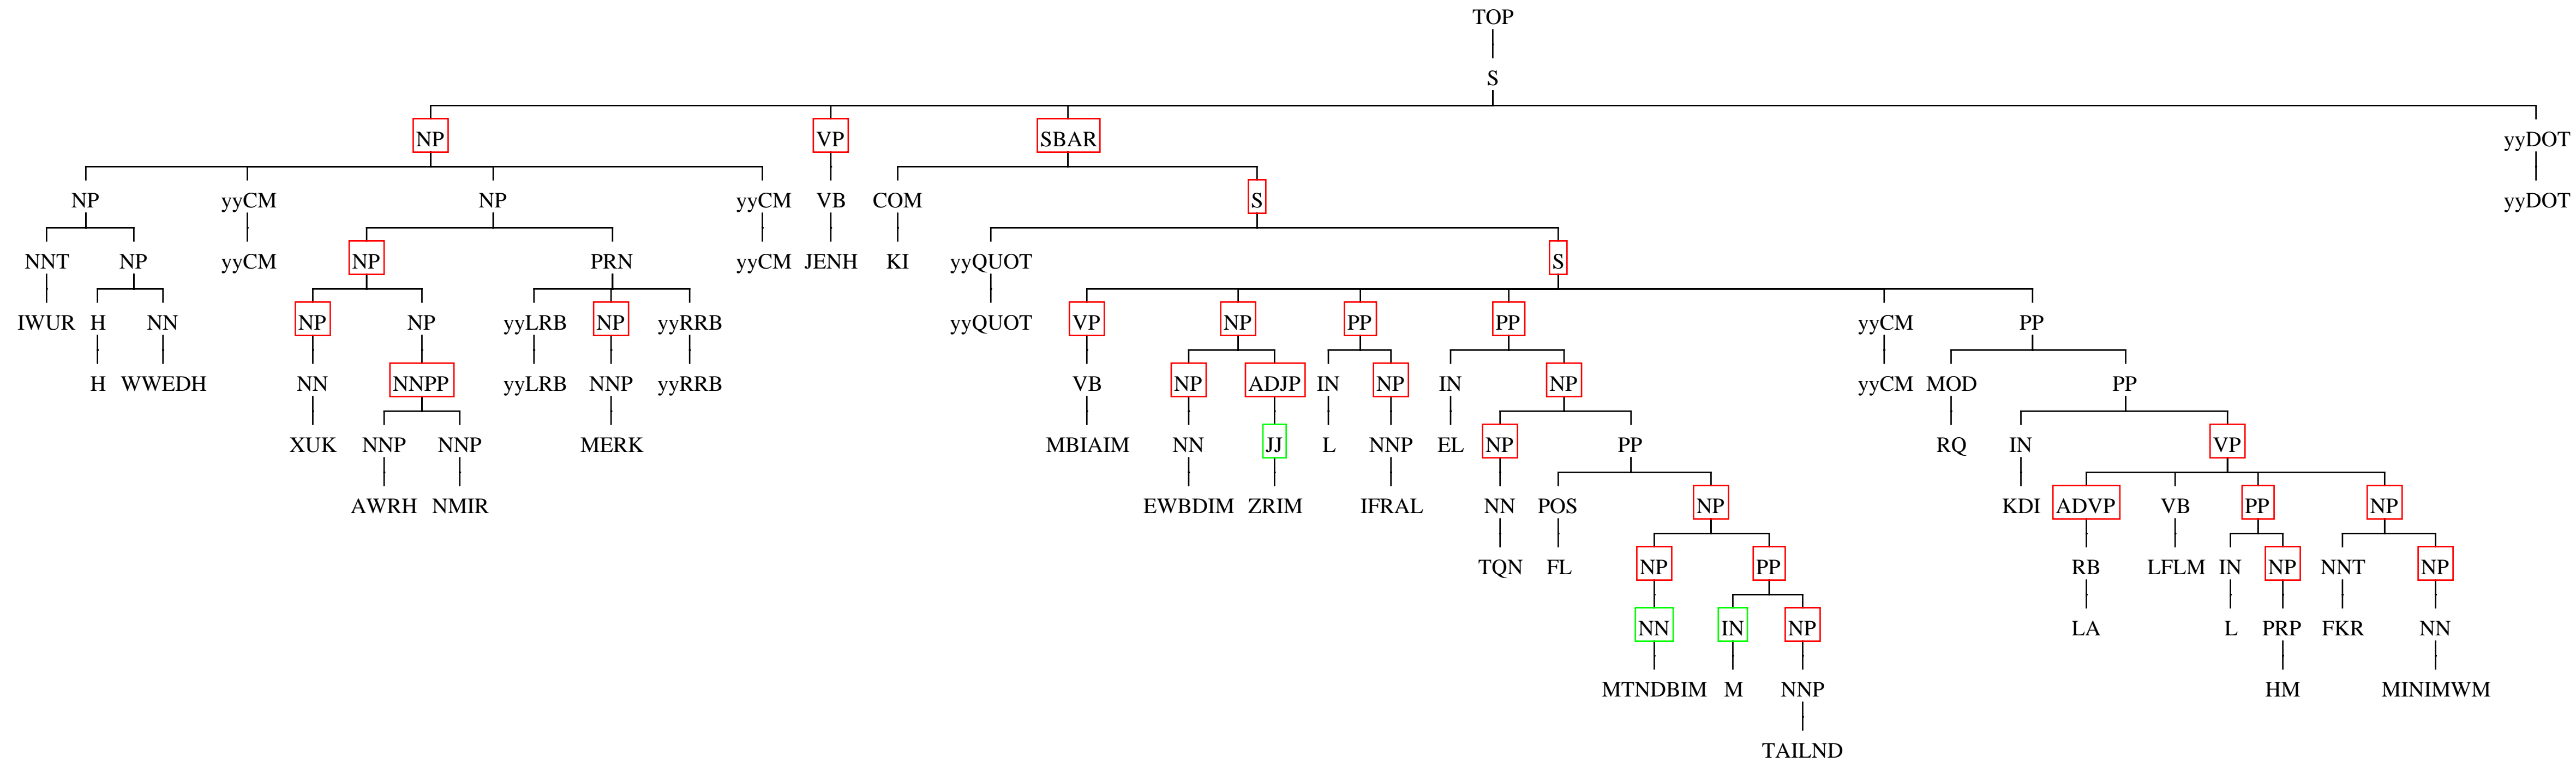 TOP
S
NP VP SBAR yyDOT
NP yyCM NP yyCM VB COM S yyDOT
NNT NP yyCM NP PRN yyCM JENH KI yyQUOT S
IWUR H NN NP NP yyLRB NP yyRRB yyQUOT VP NP PP PP yyCM PP
H WWEDH NN NNPP yyLRB NNP yyRRB VB NP ADJP IN NP IN NP yyCM MOD PP
XUK NNP NNP MERK MBIAIM NN JJ L NNP EL NP PP RQ IN VP
AWRH NMIR EWBDIM ZRIM IFRAL NN POS NP KDI ADVP VB PP NP
TQN FL NP PP RB LFLM IN NP NNT NP
NN IN NP LA L PRP FKR NN
MTNDBIM M NNP HM MINIMWM
TAILND